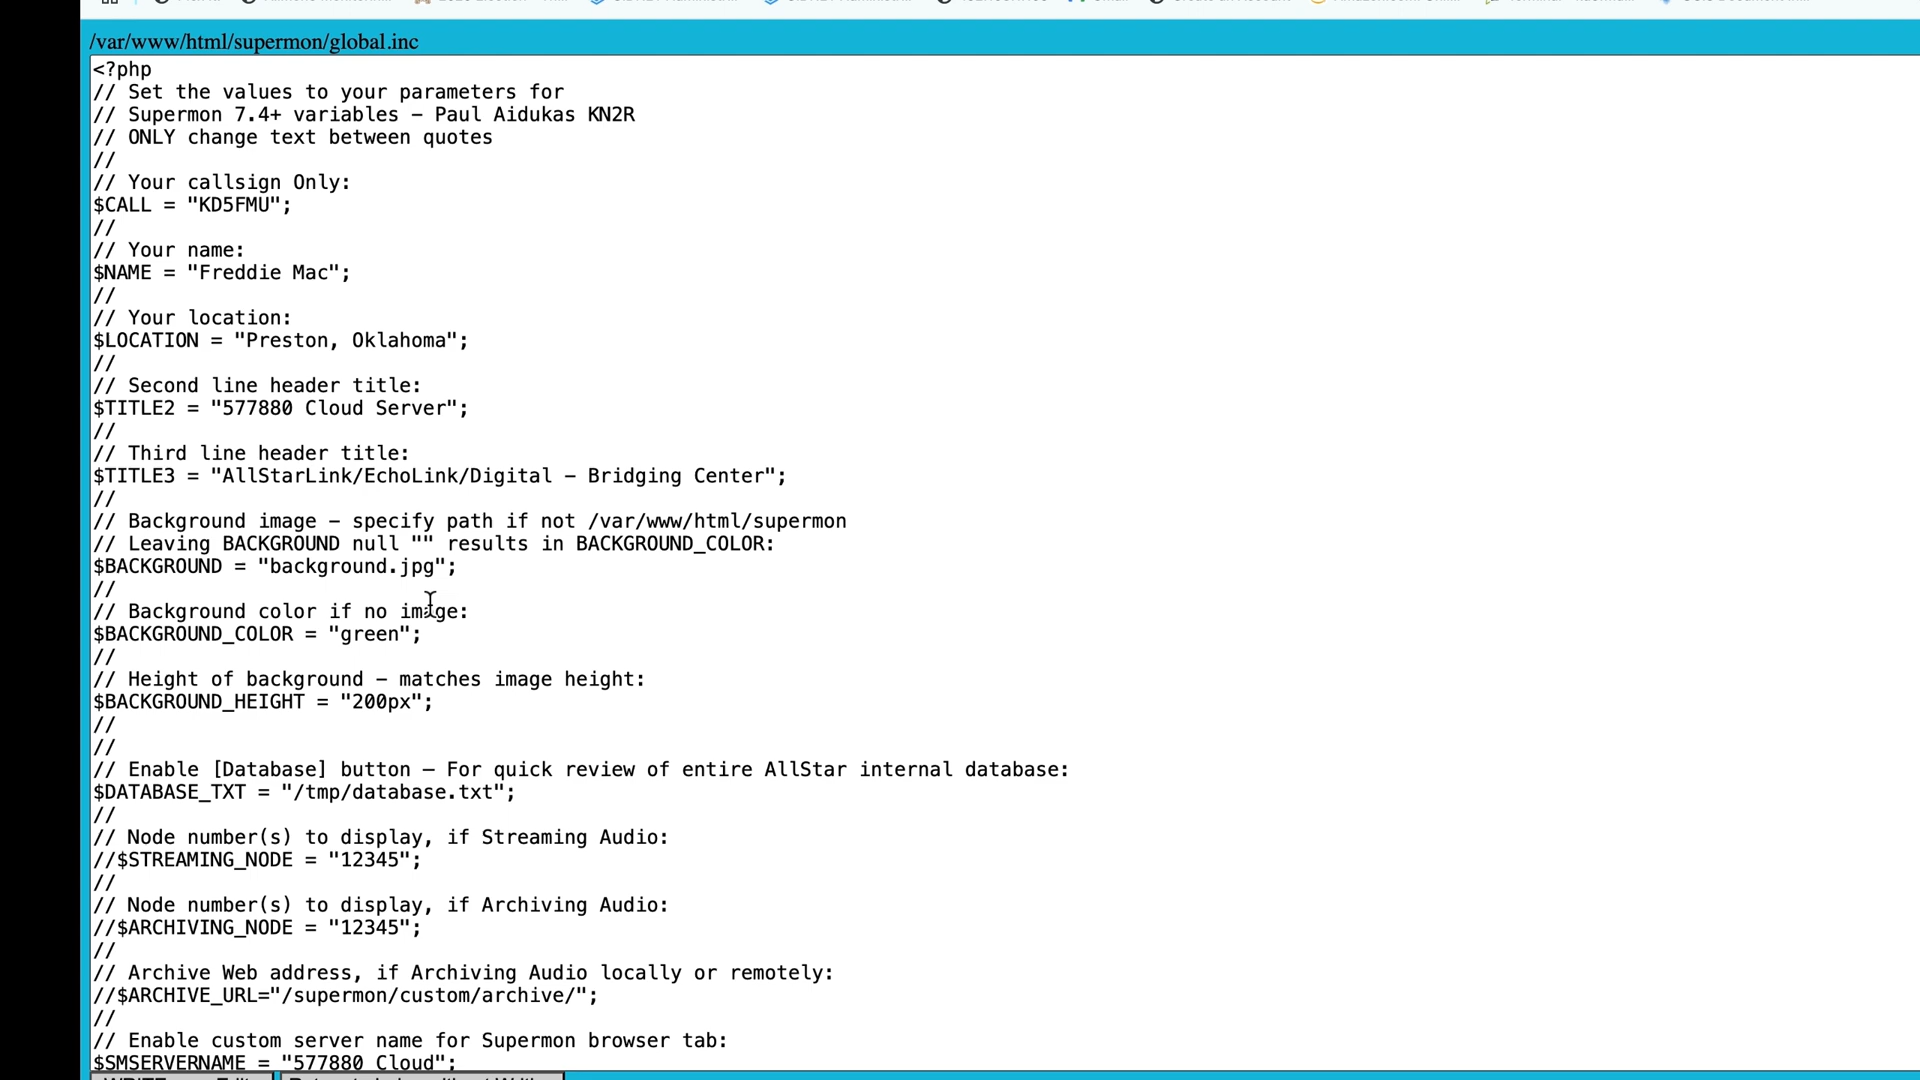 /var/www/html/supermon/global.inc
<?php
// Set the values to your parameters for
// Supermon 7.4+ variables – Paul Aidukas KN2R
// ONLY change text between quotes
//
// Your callsign Only:
$CALL = "KD5FMU";
//
// Your name:
$NAME = "Freddie Mac";
//
// Your location:
$LOCATION = "Preston, Oklahoma";
//
// Second line header title:
$TITLE2 = "577880 Cloud Server";
//
// Third line header title:
$TITLE3 = "AllStarLink/EchoLink/Digital – Bridging Center";
//
// Background image – specify path if not /var/www/html/supermon
// Leaving BACKGROUND null "" results in BACKGROUND_COLOR:
$BACKGROUND = "background.jpg";
//
// Background color if no image:
$BACKGROUND_COLOR = "green";
//
// Height of background – matches image height:
$BACKGROUND_HEIGHT = "200px";
//
//
// Enable [Database] button – For quick review of entire AllStar internal database:
$DATABASE_TXT = "/tmp/database.txt";
//
// Node number(s) to display, if Streaming Audio:
//$STREAMING_NODE = "12345";
//
// Node number(s) to display, if Archiving Audio:
//$ARCHIVING_NODE = "12345";
//
// Archive Web address, if Archiving Audio locally or remotely:
//$ARCHIVE_URL="/supermon/custom/archive/";
//
// Enable custom server name for Supermon browser tab:
$SMSERVERNAME = "577880 Cloud";